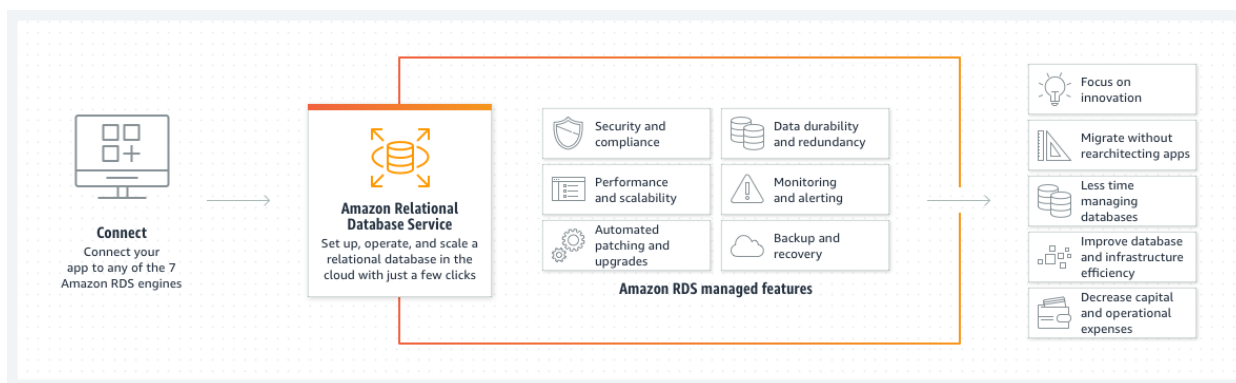 Connect
Connect your
app to any of the 7
Amazon RDS engines
Amazon Relational
Database Service
Set up, operate, and scale a
relational database in the
cloud with just a few clicks
Security and
compliance
Data durability
and redundancy
Performance
and scalability
Monitoring
and alerting
Automated
patching and
upgrades
Backup and
recovery
Amazon RDS managed features
Focus on
innovation
Migrate without
rearchitecting apps
Less time
managing
databases
Improve database
and infrastructure
efficiency
Decrease capital
and operational
expenses